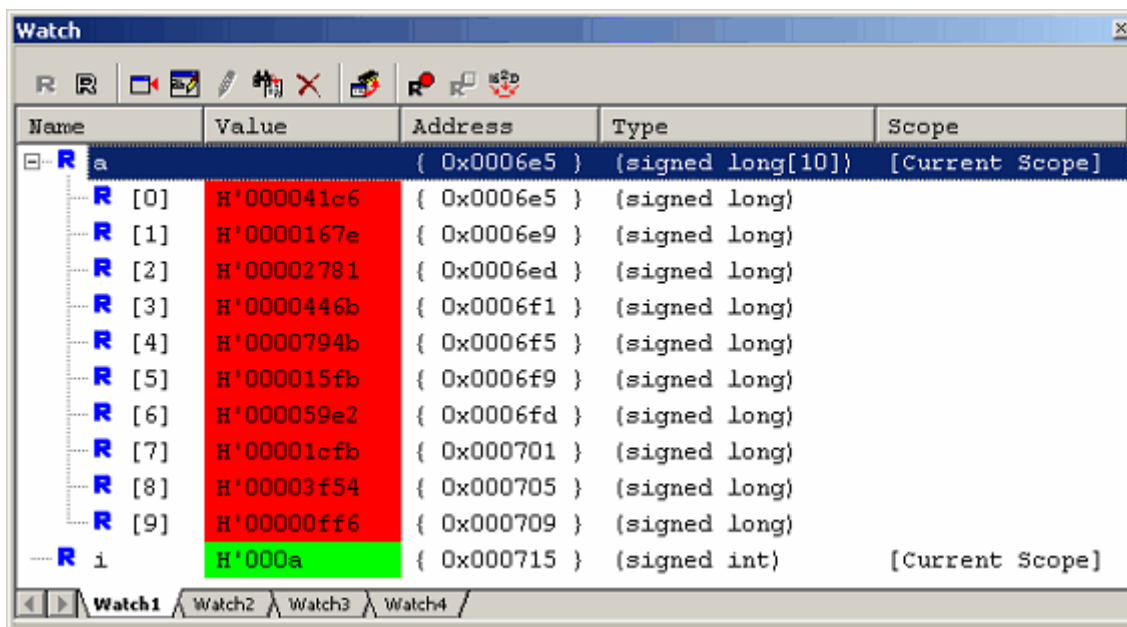 Watch
Name Value Address Type Scope
R a { 0x0006e5 } (signed long[10]) [Current Scope]
R [0] H'000041c6 { 0x0006e5 } (signed long)
R [1] H'0000167e { 0x0006e9 } (signed long)
R [2] H'00002781 { 0x0006ed } (signed long)
R [3] H'0000446b { 0x0006f1 } (signed long)
R [4] H'0000794b { 0x0006f5 } (signed long)
R [5] H'000015fb { 0x0006f9 } (signed long)
R [6] H'000059e2 { 0x0006fd } (signed long)
R [7] H'00001cfb { 0x000701 } (signed long)
R [8] H'00003f54 { 0x000705 } (signed long)
R [9] H'00000ff6 { 0x000709 } (signed long)
R i H'000a { 0x000715 } (signed int) [Current Scope]
Watch1 Watch2 Watch3 Watch4